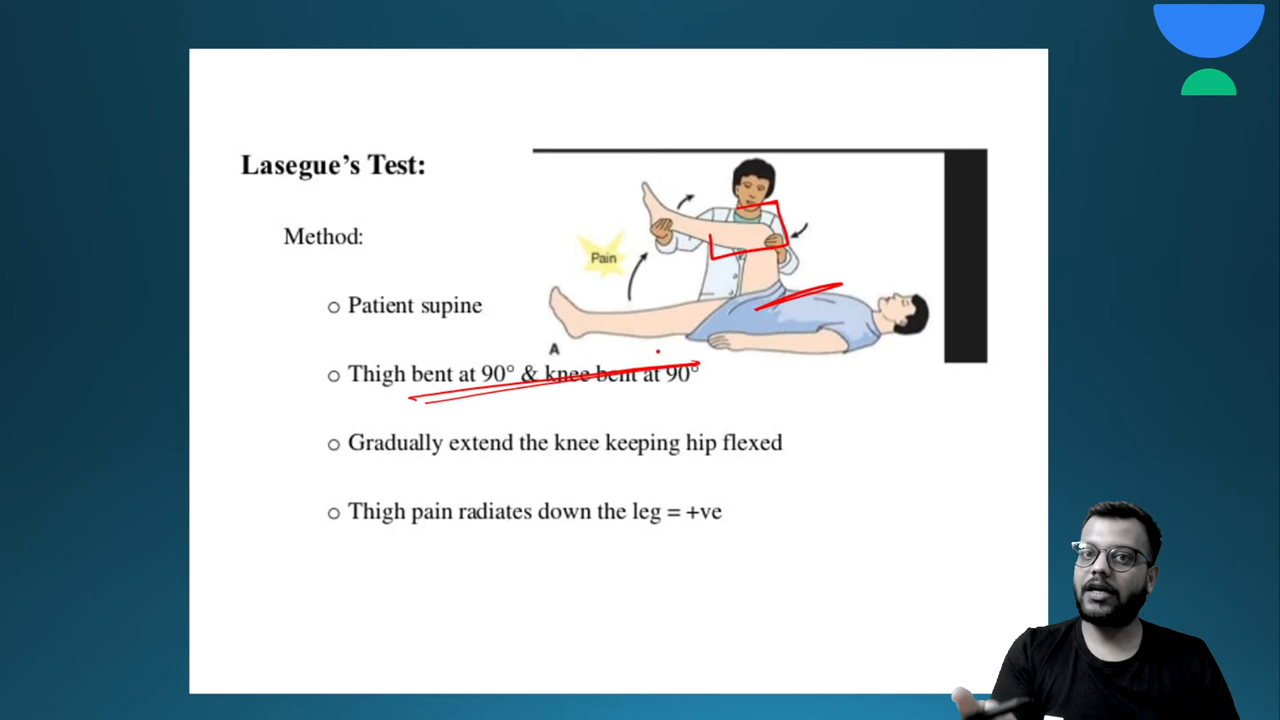 Lasegue’s Test:
Method:
Pain
o Patient supine
A
o Thigh bent at 90° & knee bent at 90°
o Gradually extend the knee keeping hip flexed
o Thigh pain radiates down the leg = +ve